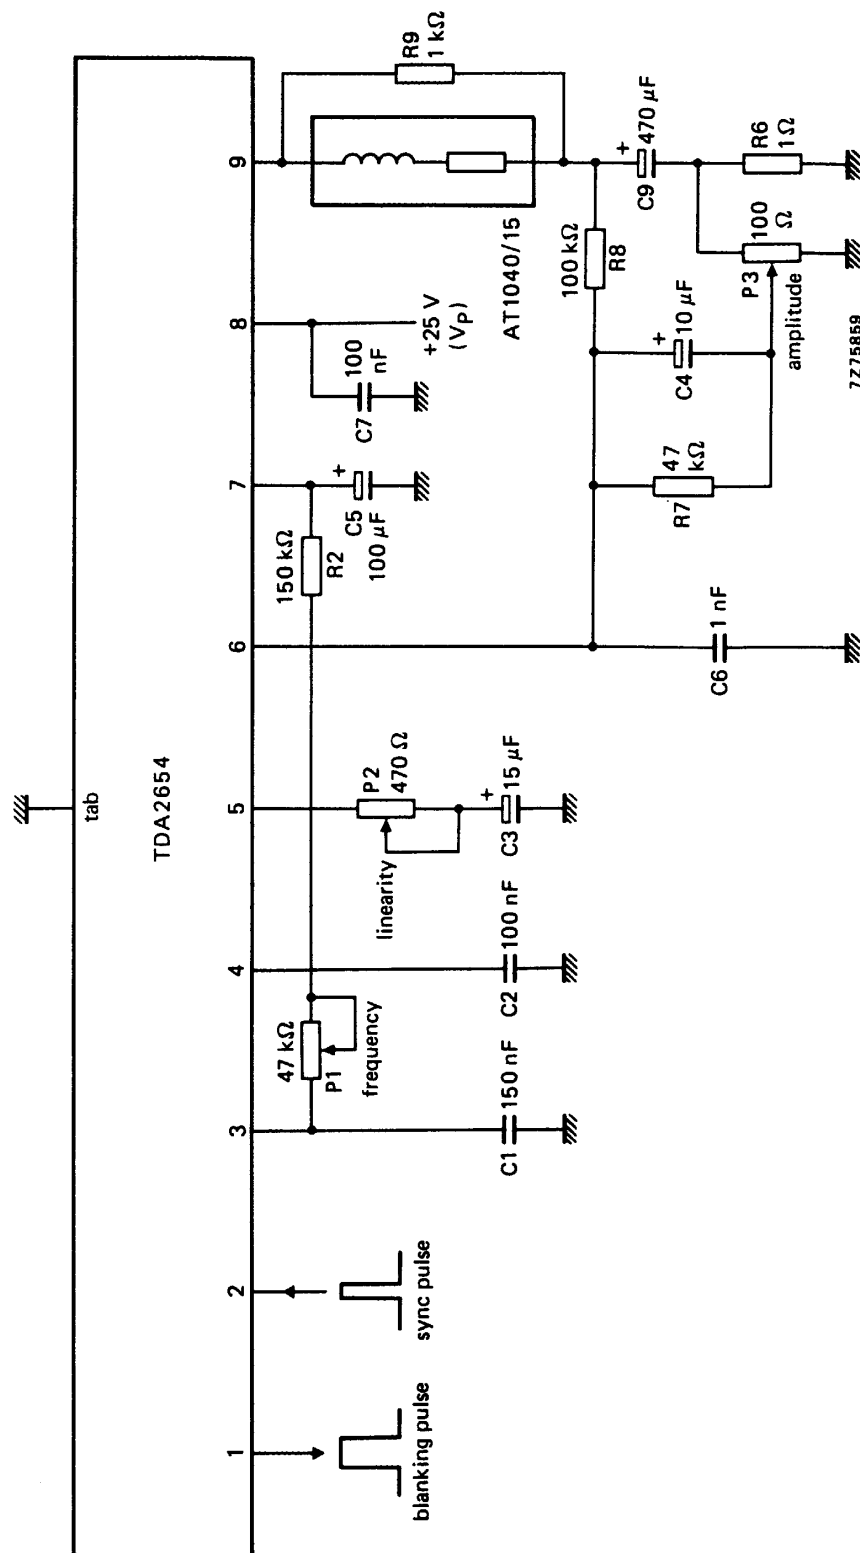 tab
TDA2654
1
2
3
4
5
6
7
8
9
blanking pulse
sync pulse
47 kΩ
P1
frequency
C1 150 nF
C2 100 nF
linearity
P2
470 Ω
C3 15 μF
150 kΩ
R2
C5
100 μF
C6 1 nF
C7 100
nF
+25 V
(VP)
AT1040/15
R9
1 kΩ
100 kΩ
R8
C9 470 μF
R7 47
kΩ
C4 10 μF
P3 100
Ω
amplitude
R6
1Ω
7Z75859